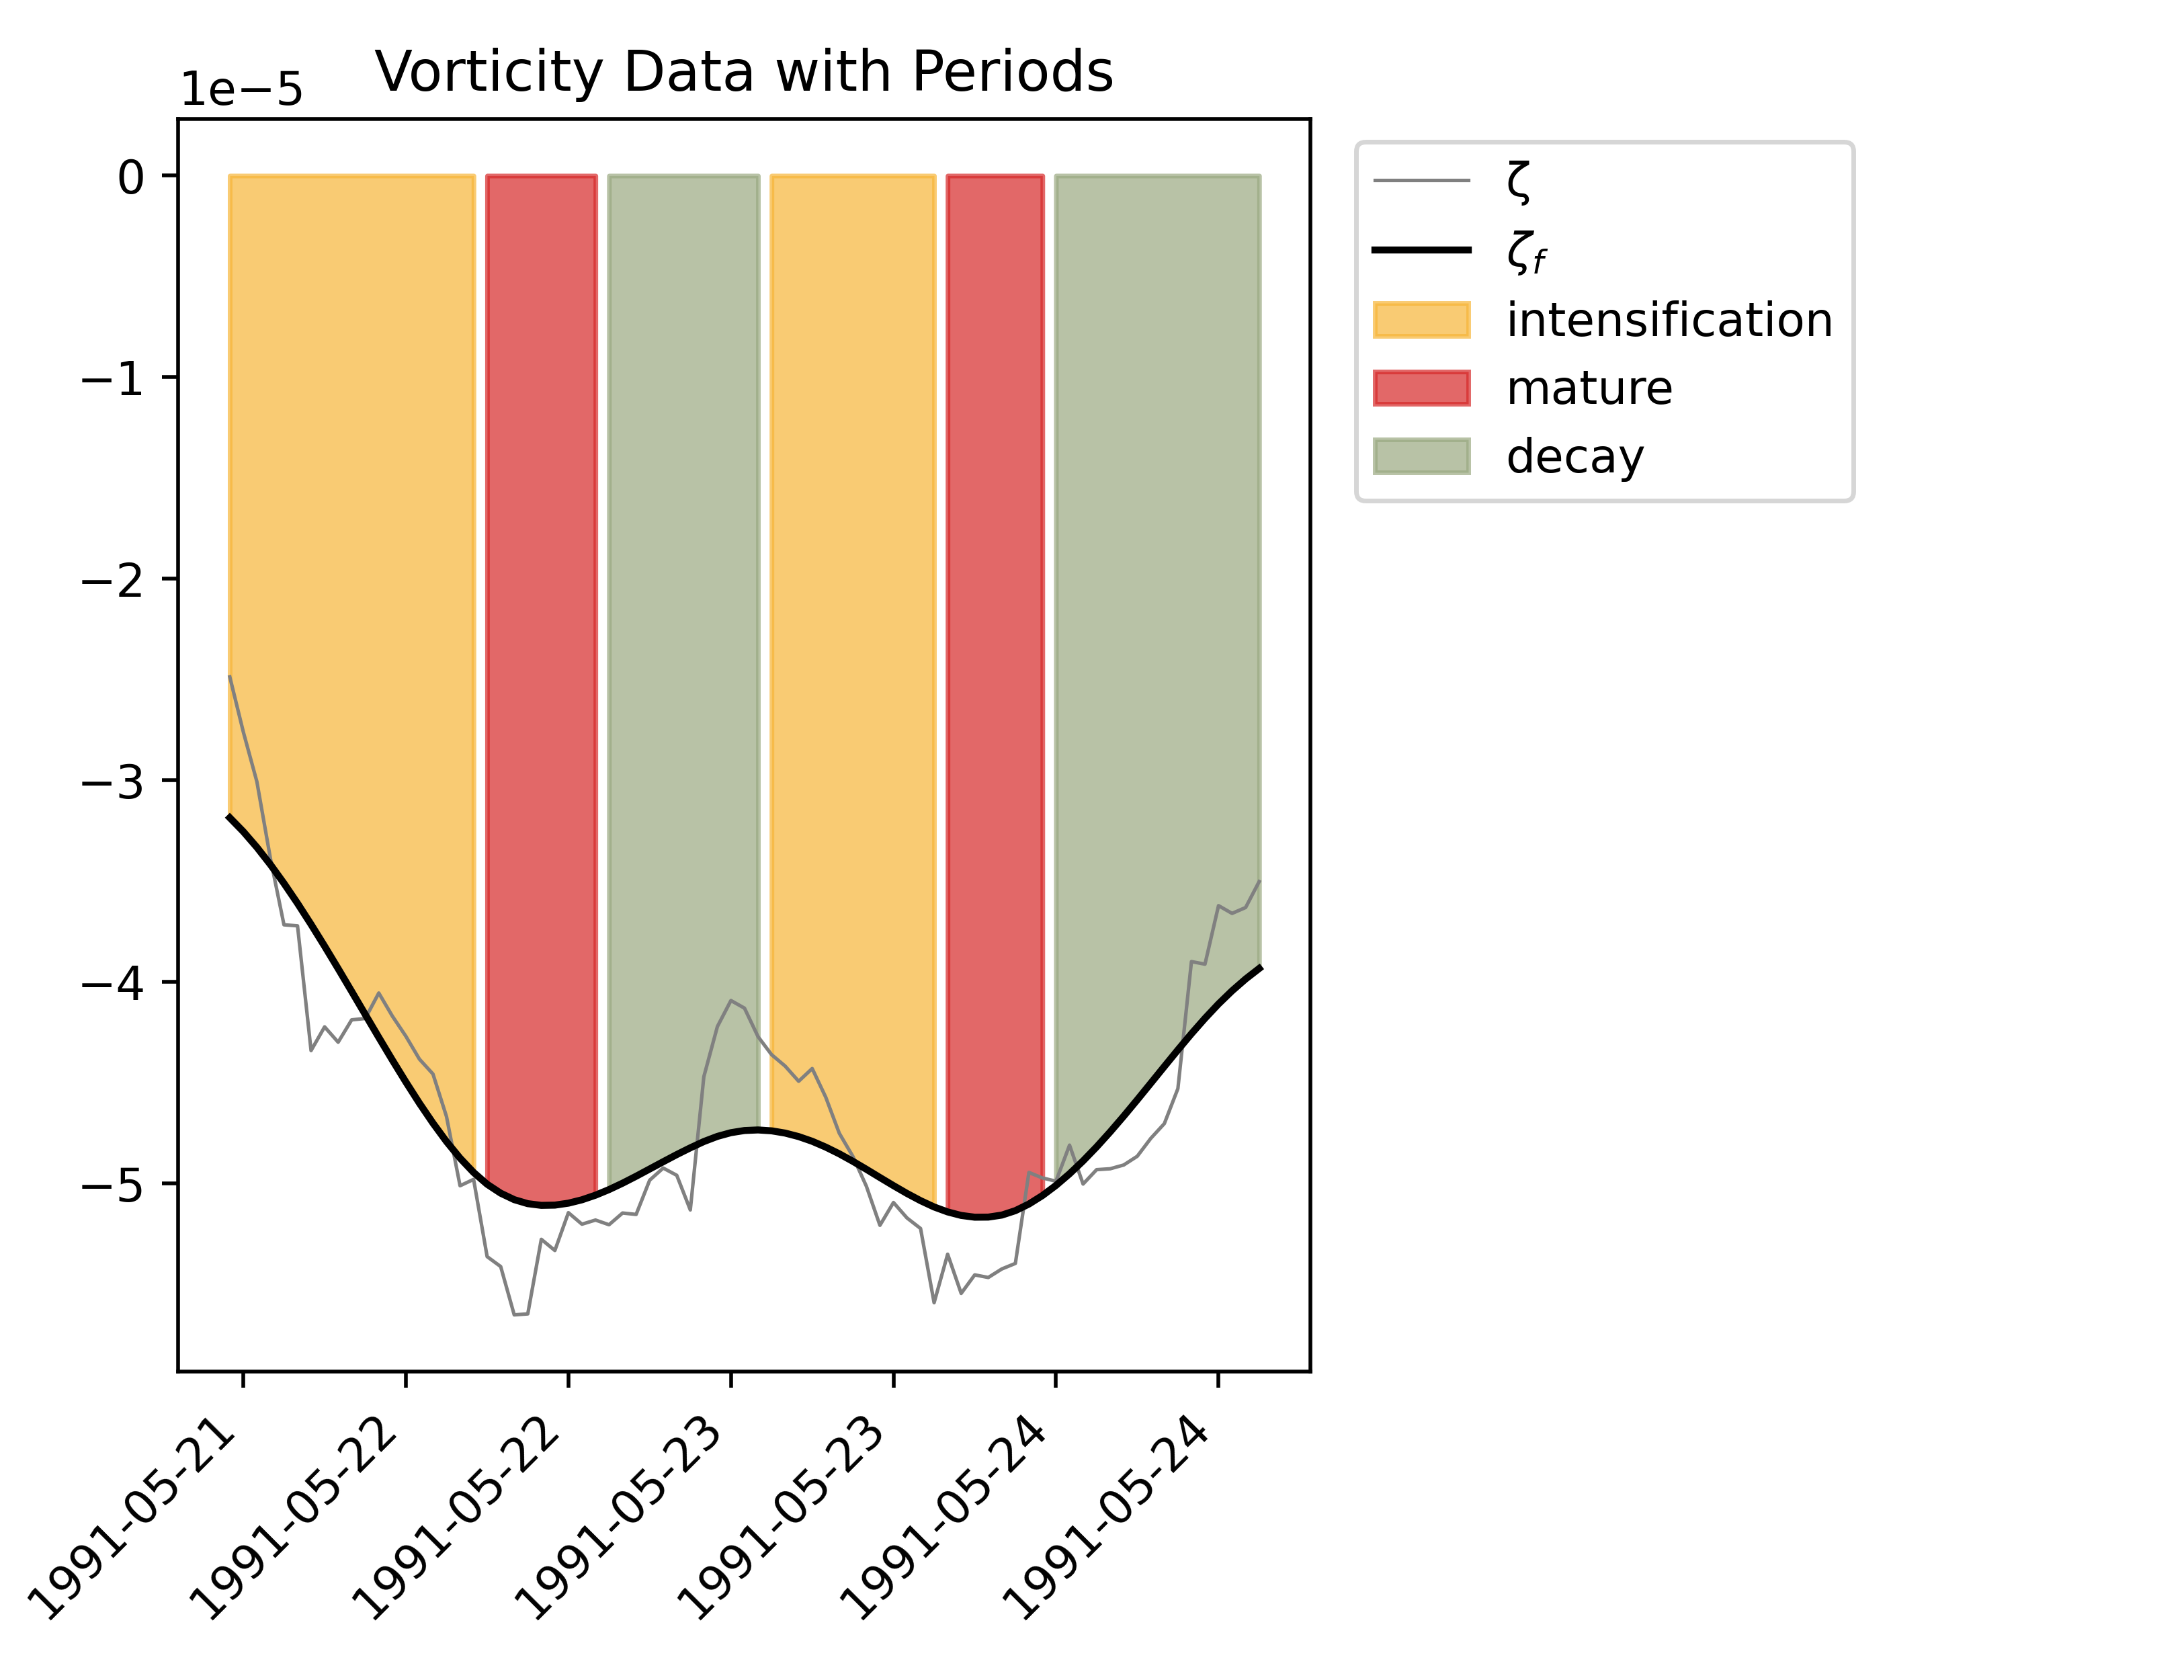 Vorticity Data with Periods
1e−5
0
−1
−2
−3
−4
−5
1991-05-21
1991-05-22
1991-05-22
1991-05-23
1991-05-23
1991-05-24
1991-05-24
ζ
ζf
intensification
mature
decay